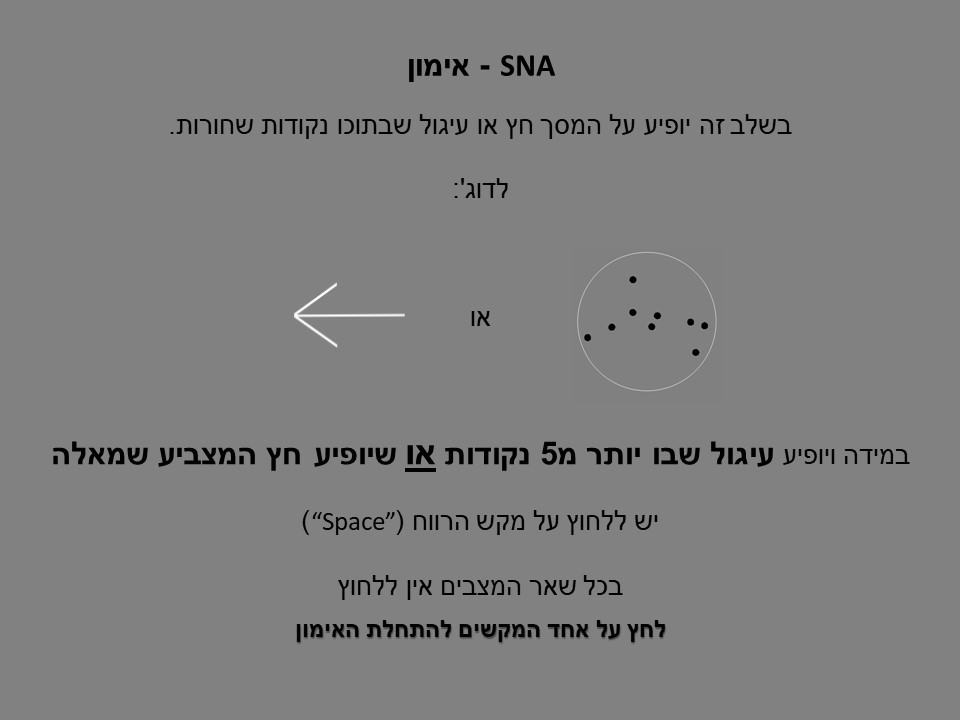 SNA - אימון
בשלב זה יופיע על המסך חץ או עיגול שבתוכו נקודות שחורות.
לדוג':
או
במידה ויופיע עיגול שבו יותר מ5 נקודות או שיופיע חץ המצביע שמאלה
יש ללחוץ על מקש הרווח (“Space”)
בכל שאר המצבים אין ללחוץ
לחץ על אחד המקשים להתחלת האימון